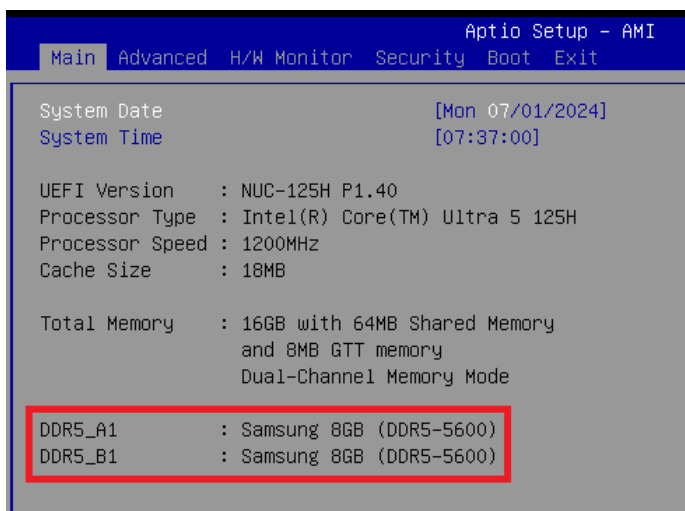 Aptio Setup - AMI
Main Advanced H/W Monitor Security Boot Exit
System Date [Mon 07/01/2024]
System Time [07:37:00]
UEFI Version : NUC-125H P1.40
Processor Type : Intel(R) Core(TM) Ultra 5 125H
Processor Speed : 1200MHz
Cache Size : 18MB
Total Memory : 16GB with 64MB Shared Memory
and 8MB GTT memory
Dual-Channel Memory Mode
DDR5_A1 : Samsung 8GB (DDR5-5600)
DDR5_B1 : Samsung 8GB (DDR5-5600)